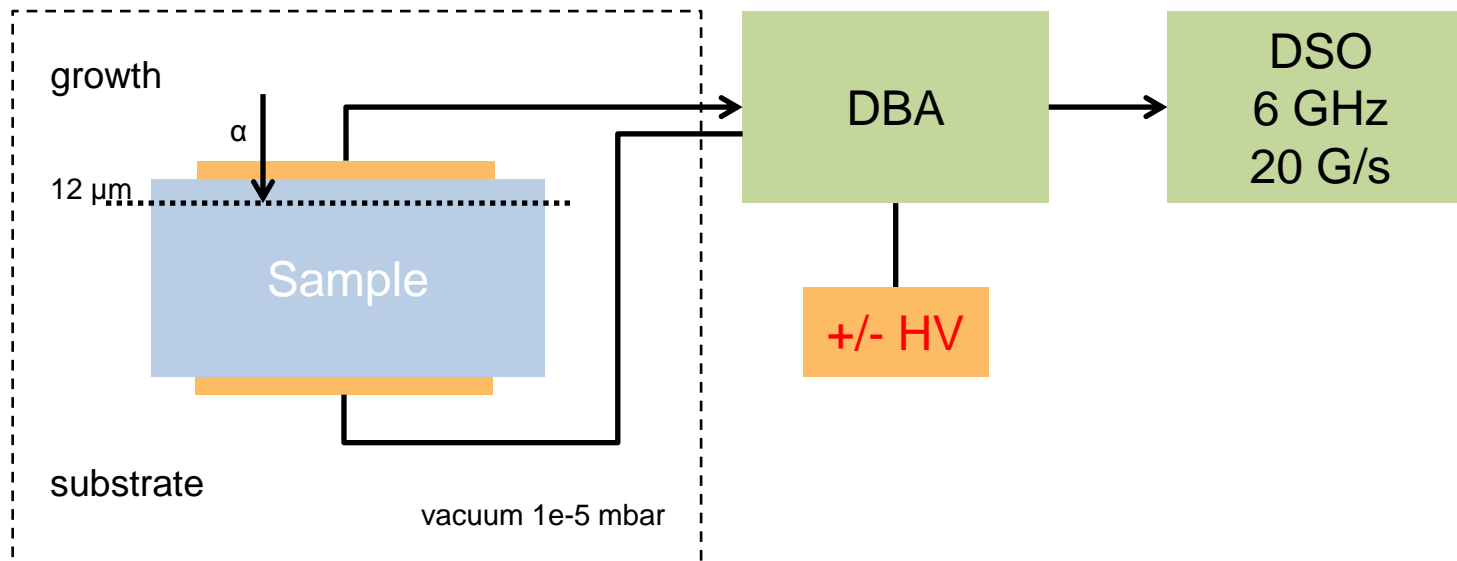 growth
α
12 µm
Sample
substrate
vacuum 1e-5 mbar
DBA
+/- HV
DSO
6 GHz
20 G/s